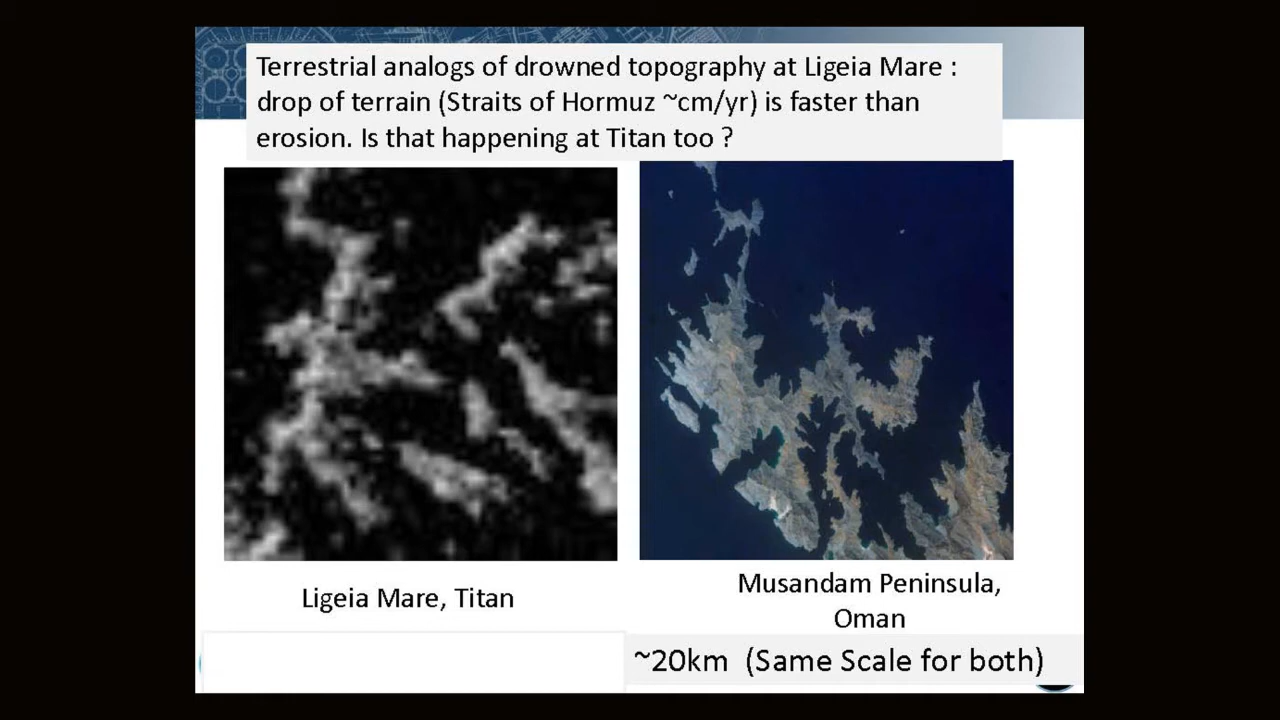 Terrestrial analogs of drowned topography at Ligeia Mare :
drop of terrain (Straits of Hormuz ~cm/yr) is faster than
erosion. Is that happening at Titan too ?
Ligeia Mare, Titan
Musandam Peninsula,
Oman
~20km (Same Scale for both)